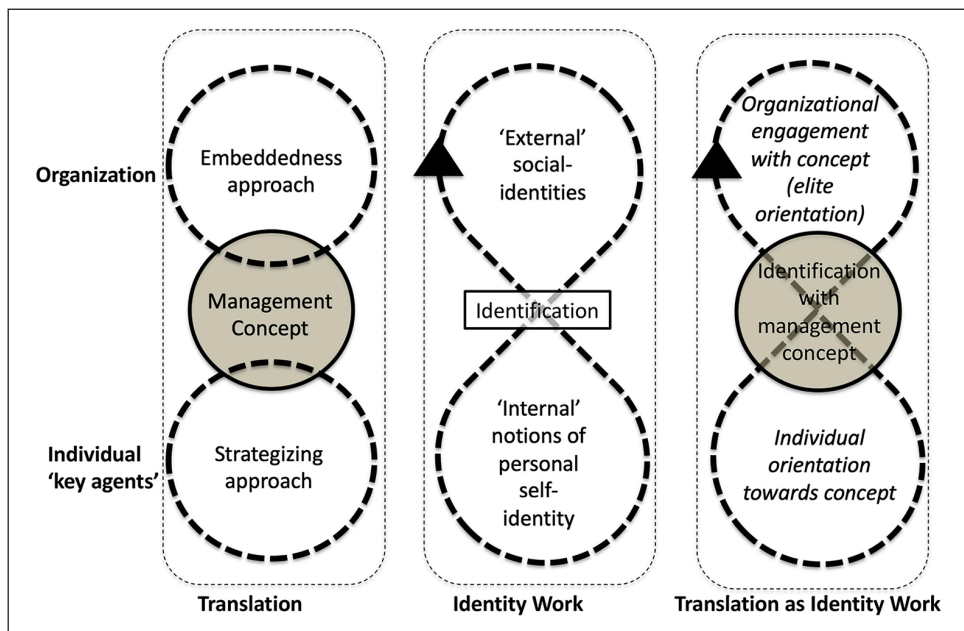 Organization
Individual
'key agents'
Embeddedness
approach
Management
Concept
Strategizing
approach
Translation
'External'
social-
identities
Identification
'Internal'
notions of
personal
self-
identity
Identity Work
Organizational
engagement
with concept
(elite
orientation)
Identification
with
management
concept
Individual
orientation
towards concept
Translation as Identity Work